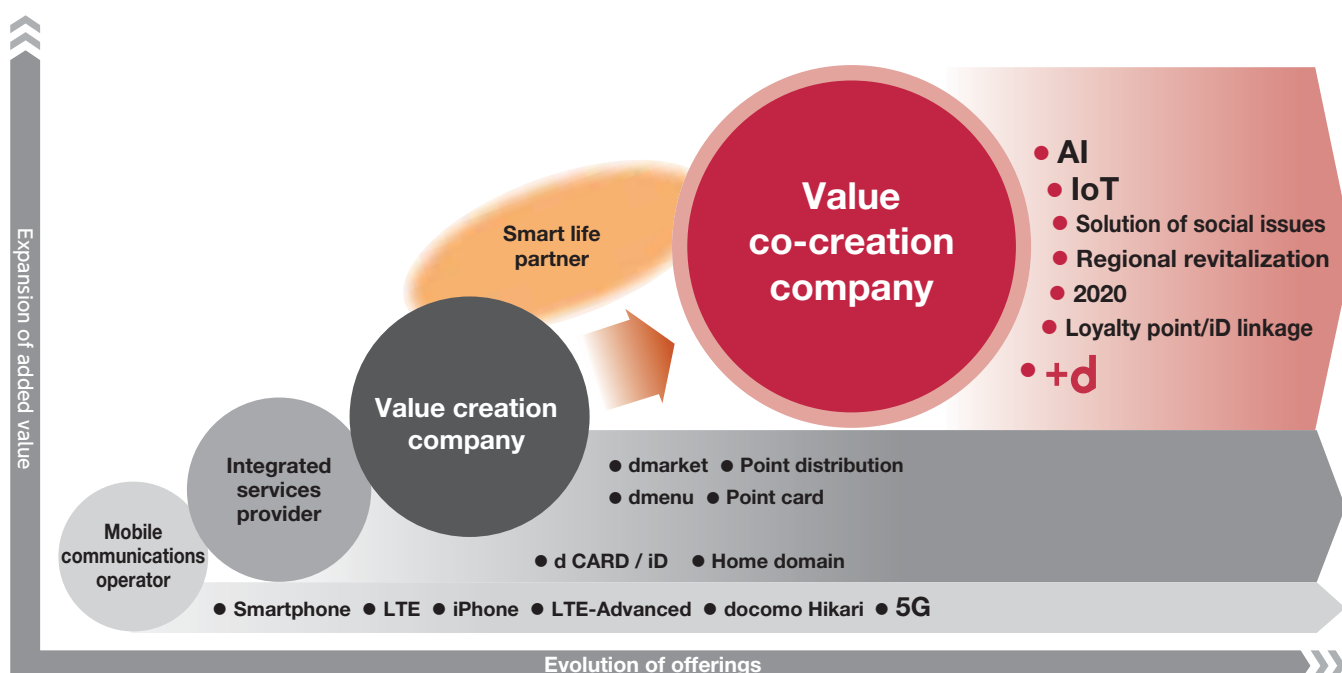 Expansion of added value
Mobile
communications
operator
Integrated
services
provider
Value creation
company
Smart life
partner
Value
co-creation
company
● AI
● IoT
● Solution of social issues
● Regional revitalization
● 2020
● Loyalty point/iD linkage
● +d
● dmarket ● Point distribution
● dmenu ● Point card
● d CARD / iD ● Home domain
● Smartphone ● LTE ● iPhone ● LTE-Advanced ● docomo Hikari ● 5G
Evolution of offerings